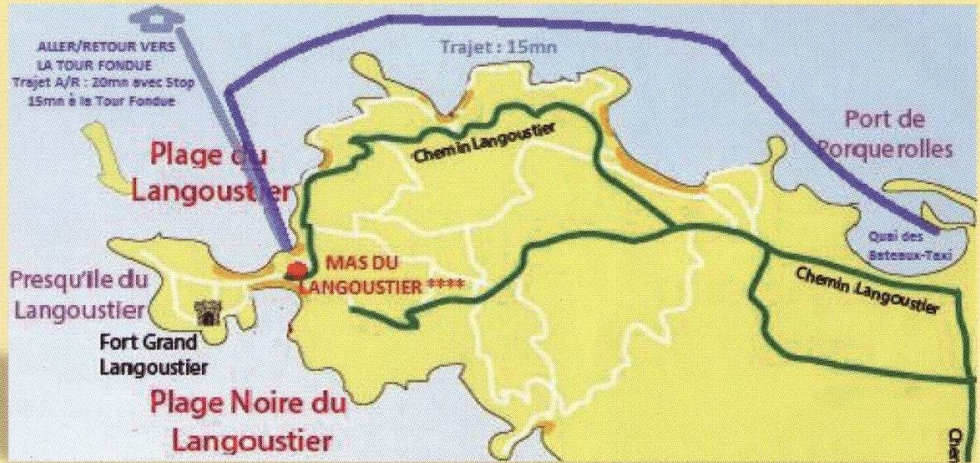 ALLER/RETOUR VERS
LA TOUR FONDUE
Trajet A/R : 20mn avec Stop
15mn à la Tour Fondue
Trajet : 15mn
Port de
Porquerolles
Quai des
Bateaux-Taxi
Plage du
Langoustier
Chemin Langoustier
MAS DU
LANGOUSTIER ****
Presqu'ile du
Langoustier
Fort Grand
Langoustier
Plage Noire du
Langoustier
Chemin Langoustier
Chem